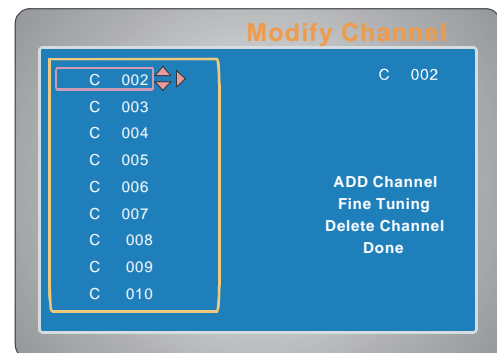 Modify Channel
C 002
C 003
C 004
C 005
C 006
C 007
C 008
C 009
C 010
C 002
ADD Channel
Fine Tuning
Delete Channel
Done